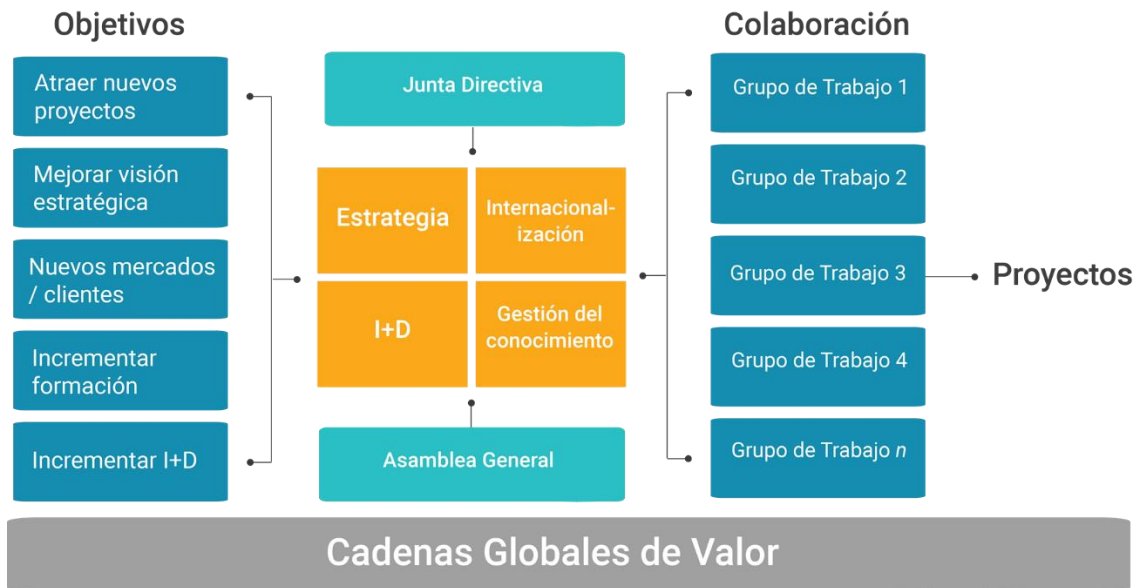 Objetivos
Atraer nuevos
proyectos
Mejorar visión
estratégica
Nuevos mercados
/ clientes
Incrementar
formación
Incrementar I+D
Junta Directiva
Estrategia
Internacional-
ización
I+D
Gestión del
conocimiento
Asamblea General
Colaboración
Grupo de Trabajo 1
Grupo de Trabajo 2
Grupo de Trabajo 3
Grupo de Trabajo 4
Grupo de Trabajo n
Proyectos
Cadenas Globales de Valor